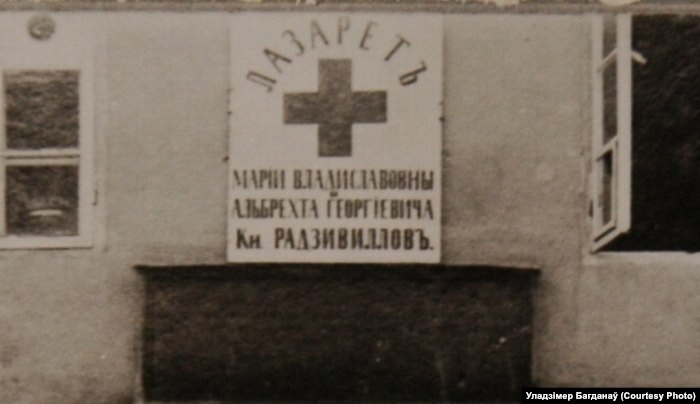 ЛАЗАРЕТЪ
МАРІИ ВЛАДИСЛАВОВНЫ
И
АЛЬБРЕХТА ГЕОРГІЕВИЧА
Кн. РАДЗИВИЛЛОВЪ.
Уладзімер Багданаў (Courtesy Photo)